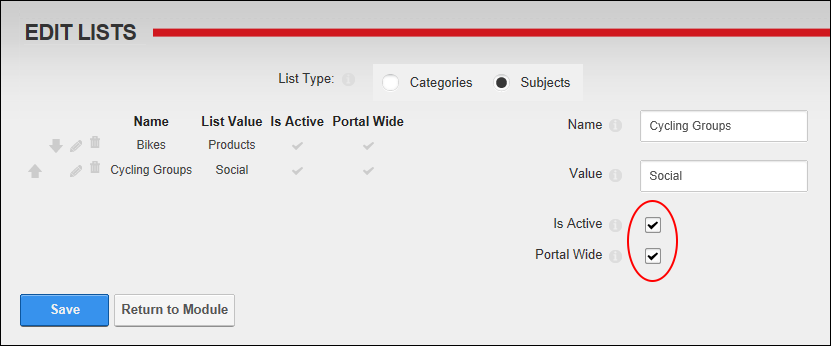 EDIT LISTS
List Type: Categories Subjects
Name List Value Is Active Portal Wide
Bikes Products
Cycling Groups Social
Name Cycling Groups
Value Social
Is Active
Portal Wide
Save Return to Module